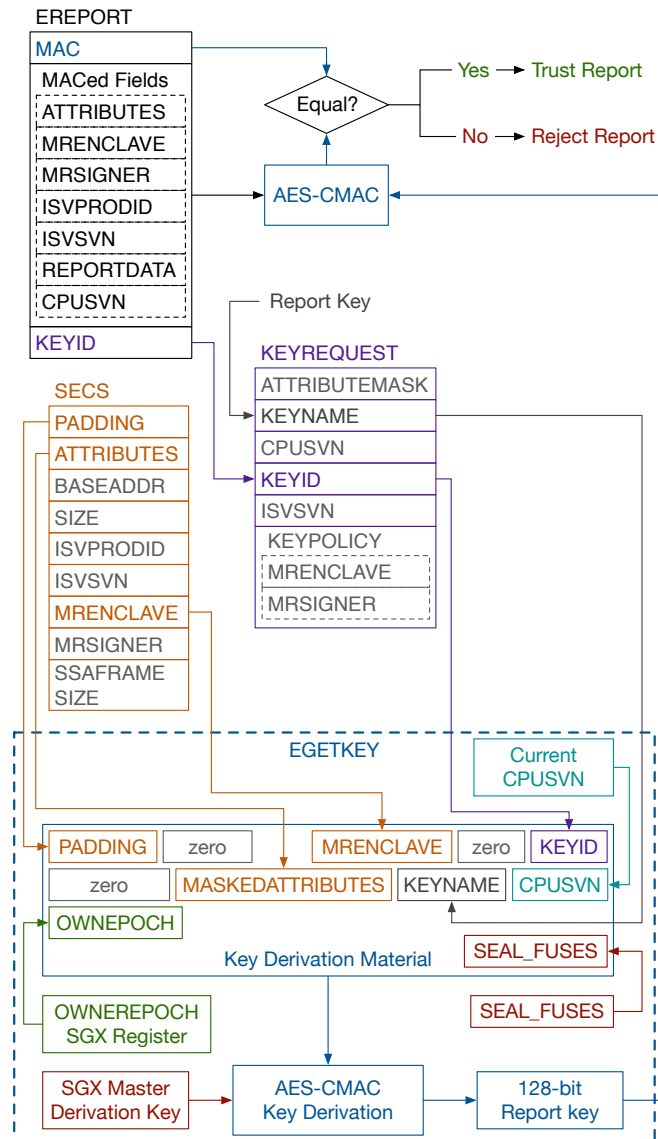 EREPORT
MAC
MACed Fields
ATTRIBUTES
MRENCLAVE
MRSIGNER
ISVPRODID
ISVSVN
REPORTDATA
CPUSVN
KEYID
Equal?
Yes
Trust Report
No
Reject Report
AES-CMAC
Report Key
KEYREQUEST
ATTRIBUTEMASK
KEYNAME
CPUSVN
KEYID
ISVSVN
KEYPOLICY
MRENCLAVE
MRSIGNER
SECS
PADDING
ATTRIBUTES
BASEADDR
SIZE
ISVPRODID
ISVSVN
MRENCLAVE
MRSIGNER
SSAFRAME
SIZE
EGETKEY
Current
CPUSVN
PADDING
zero
MRENCLAVE
zero
KEYID
zero
MASKEDATTRIBUTES
KEYNAME
CPUSVN
OWNEPOCH
Key Derivation Material
SEAL_FUSES
OWNEREPOCH
SGX Register
SEAL_FUSES
SGX Master
Derivation Key
AES-CMAC
Key Derivation
128-bit
Report key